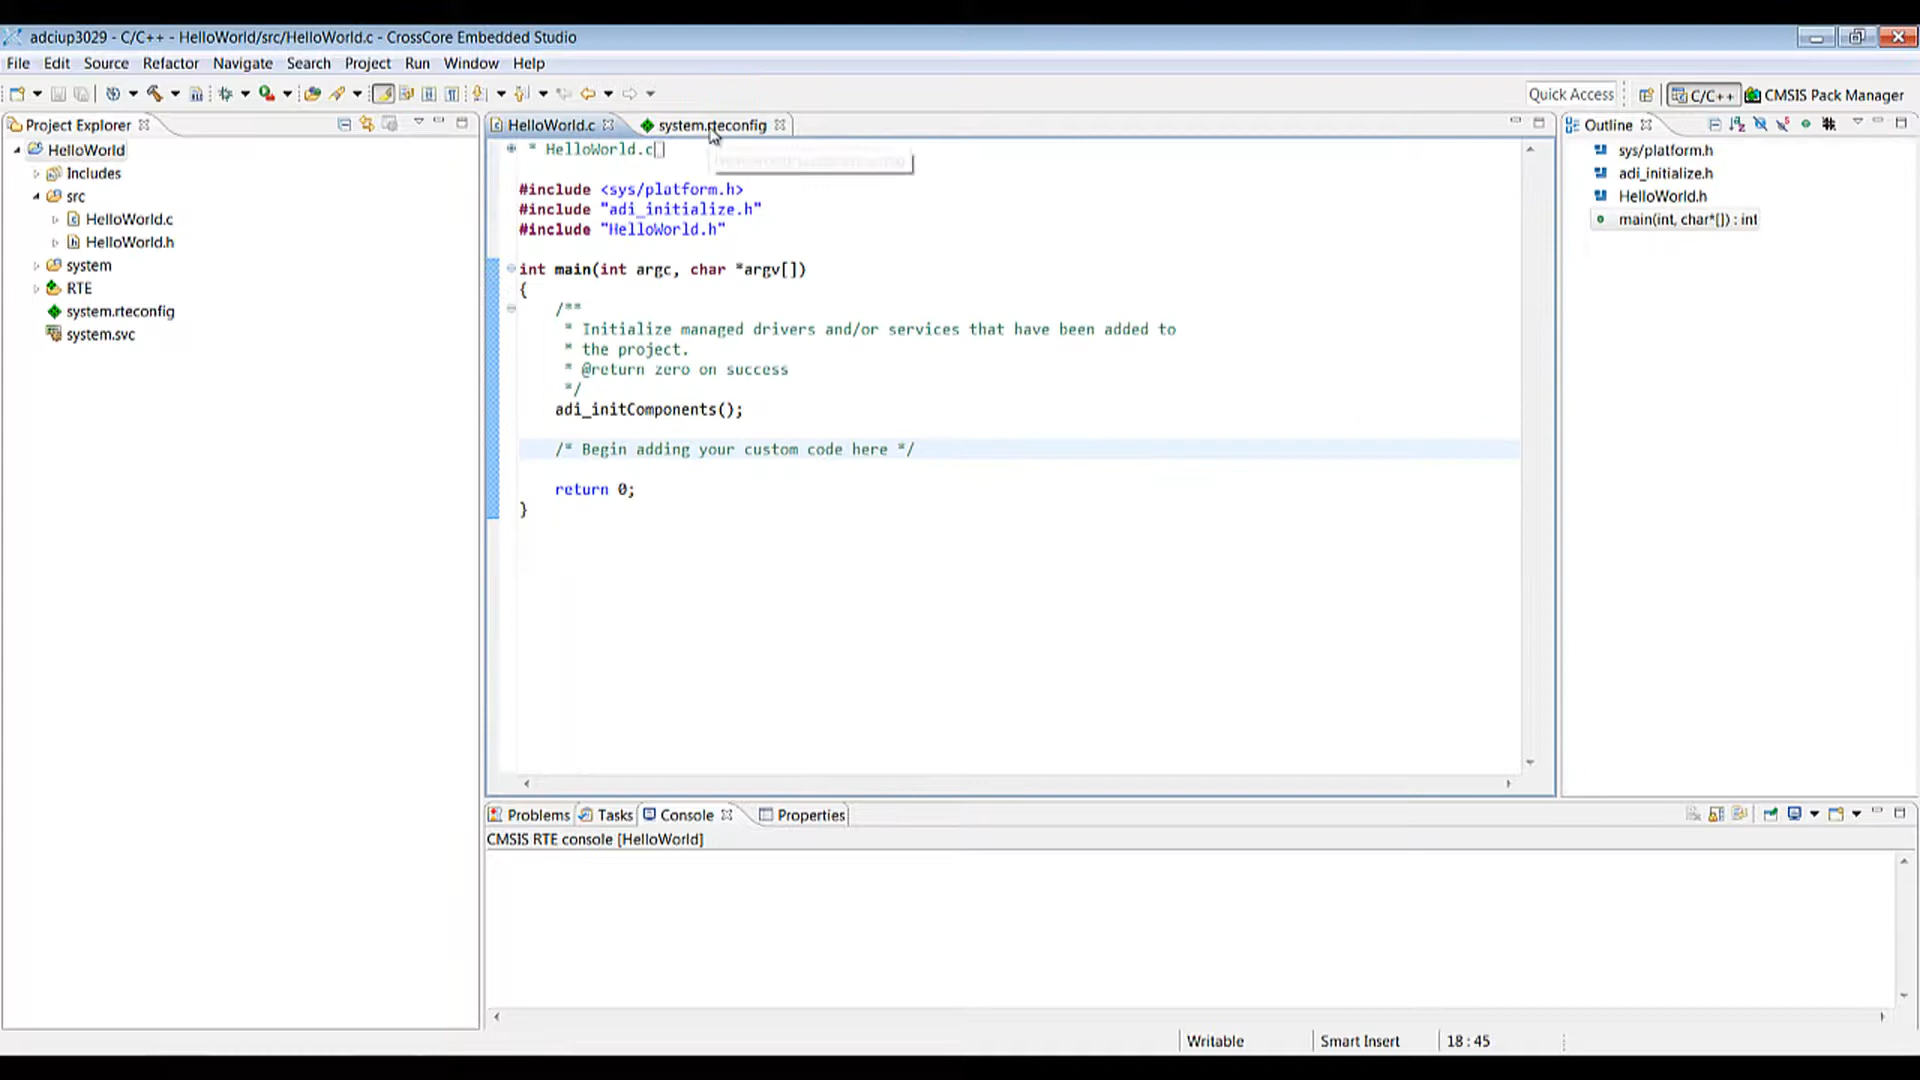 adciup3029 - C/C++ - HelloWorld/src/HelloWorld.c - CrossCore Embedded Studio
File Edit Source Refactor Navigate Search Project Run Window Help
Quick Access C/C++ CMSIS Pack Manager
Project Explorer
HelloWorld
Includes
src
HelloWorld.c
HelloWorld.h
system
RTE
system.rteconfig
system.svc
HelloWorld.c system.rteconfig
* HelloWorld.c
#include <sys/platform.h>
#include "adi_initialize.h"
#include "HelloWorld.h"
int main(int argc, char *argv[])
{
/**
* Initialize managed drivers and/or services that have been added to
* the project.
* @return zero on success
*/
adi_initComponents();
/* Begin adding your custom code here */
return 0;
}
Outline
sys/platform.h
adi_initialize.h
HelloWorld.h
main(int, char*[]) : int
Problems Tasks Console Properties
CMSIS RTE console [HelloWorld]
Writable Smart Insert 18 : 45